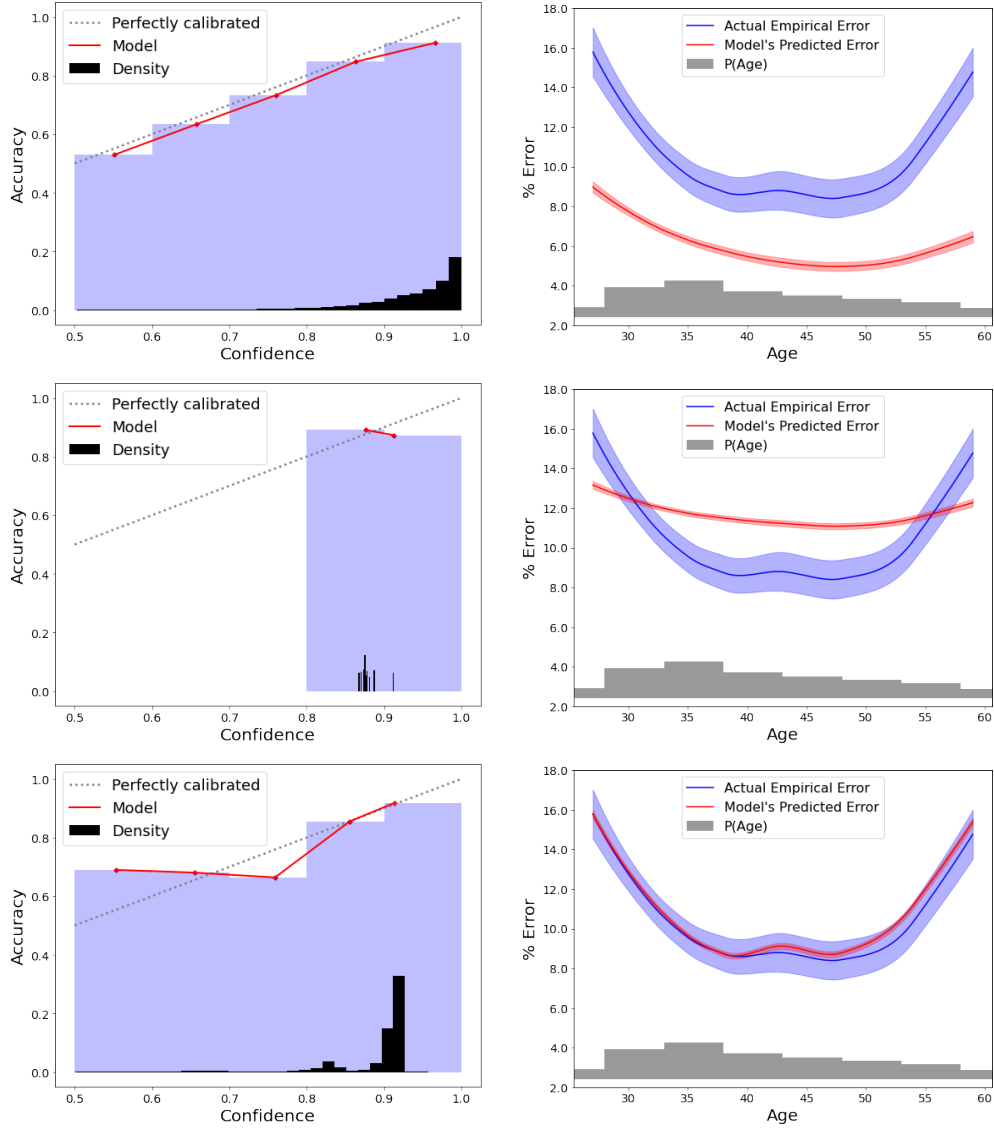 Perfectly calibrated
Model
Density
Accuracy
1.0
0.8
0.6
0.4
0.2
0.0
0.5 0.6 0.7 0.8 0.9 1.0
Confidence
Actual Empirical Error
Model's Predicted Error
P(Age)
% Error
18.0
16.0
14.0
12.0
10.0
8.0
6.0
4.0
2.0
30 35 40 45 50 55 60
Age
Perfectly calibrated
Model
Density
Accuracy
1.0
0.8
0.6
0.4
0.2
0.0
0.5 0.6 0.7 0.8 0.9 1.0
Confidence
Actual Empirical Error
Model's Predicted Error
P(Age)
% Error
18.0
16.0
14.0
12.0
10.0
8.0
6.0
4.0
2.0
30 35 40 45 50 55 60
Age
Perfectly calibrated
Model
Density
Accuracy
1.0
0.8
0.6
0.4
0.2
0.0
0.5 0.6 0.7 0.8 0.9 1.0
Confidence
Actual Empirical Error
Model's Predicted Error
P(Age)
% Error
18.0
16.0
14.0
12.0
10.0
8.0
6.0
4.0
2.0
30 35 40 45 50 55 60
Age